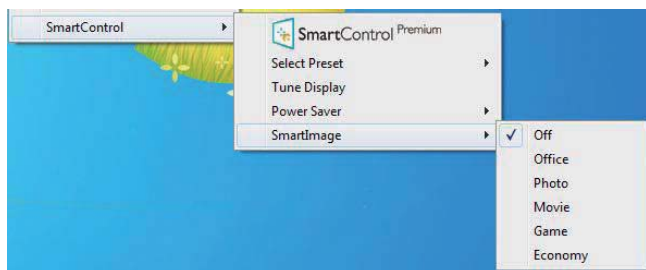 SmartControl
SmartControl Premium
Select Preset
Tune Display
Power Saver
SmartImage
Off
Office
Photo
Movie
Game
Economy